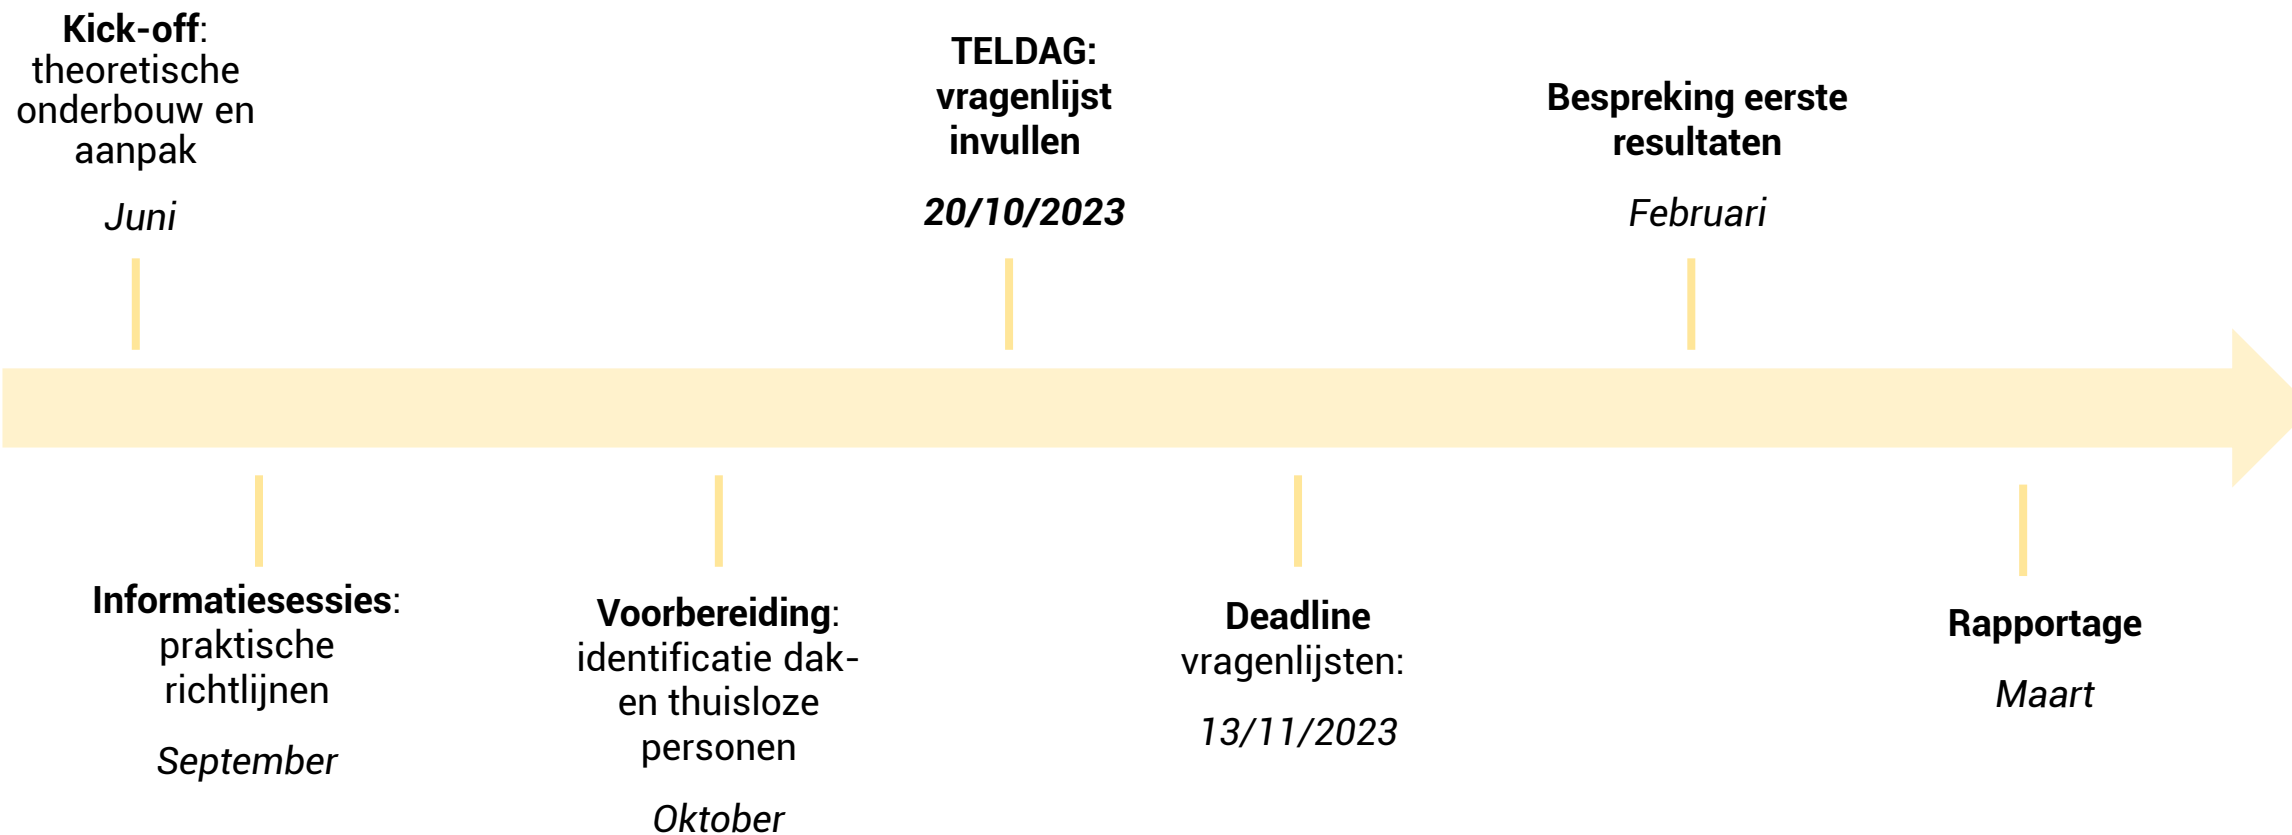 Kick-off:
theoretische
onderbouw en
aanpak
Juni
Informatiesessies:
praktische
richtlijnen
September
Voorbereiding:
identificatie dak-
en thuisloze
personen
Oktober
TELDAG:
vragenlijst
invullen
20/10/2023
Deadline
vragenlijsten:
13/11/2023
Bespreking eerste
resultaten
Februari
Rapportage
Maart